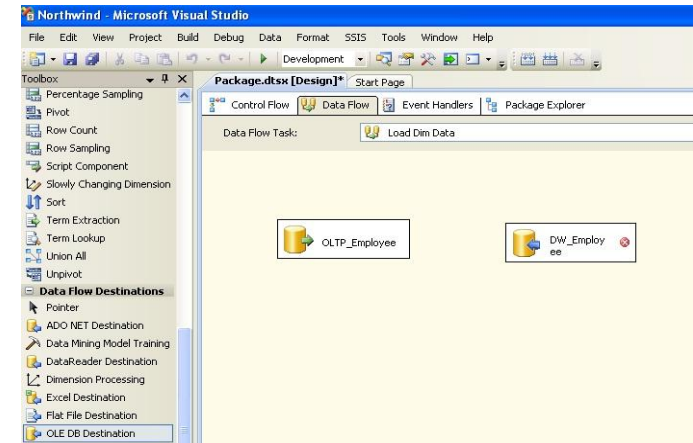 Northwind - Microsoft Visual Studio
File Edit View Project Build Debug Data Format SSIS Tools Window Help
Development
Toolbox
Package.dtsx [Design]* Start Page
Percentage Sampling
Pivot
Row Count
Row Sampling
Script Component
Slowly Changing Dimension
Sort
Term Extraction
Term Lookup
Union All
Unpivot
Data Flow Destinations
Pointer
ADO NET Destination
Data Mining Model Training
DataReader Destination
Dimension Processing
Excel Destination
Flat File Destination
OLE DB Destination
Control Flow Data Flow Event Handlers Package Explorer
Data Flow Task: Load Dim Data
OLTP_Employee
DW_Employ
ee